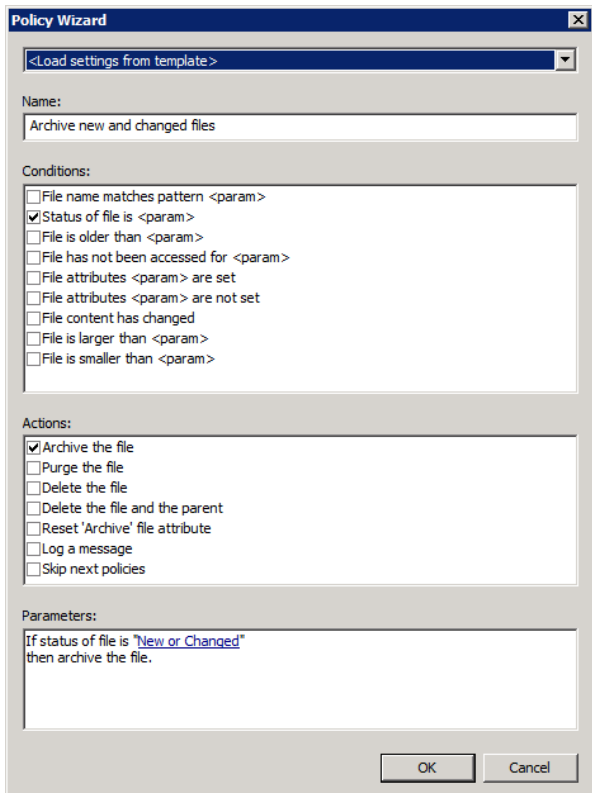 Policy Wizard
<Load settings from template>
Name:
Archive new and changed files
Conditions:
File name matches pattern <param>
Status of file is <param>
File is older than <param>
File has not been accessed for <param>
File attributes <param> are set
File attributes <param> are not set
File content has changed
File is larger than <param>
File is smaller than <param>
Actions:
Archive the file
Purge the file
Delete the file
Delete the file and the parent
Reset 'Archive' file attribute
Log a message
Skip next policies
Parameters:
If status of file is "New or Changed"
then archive the file.
OK Cancel